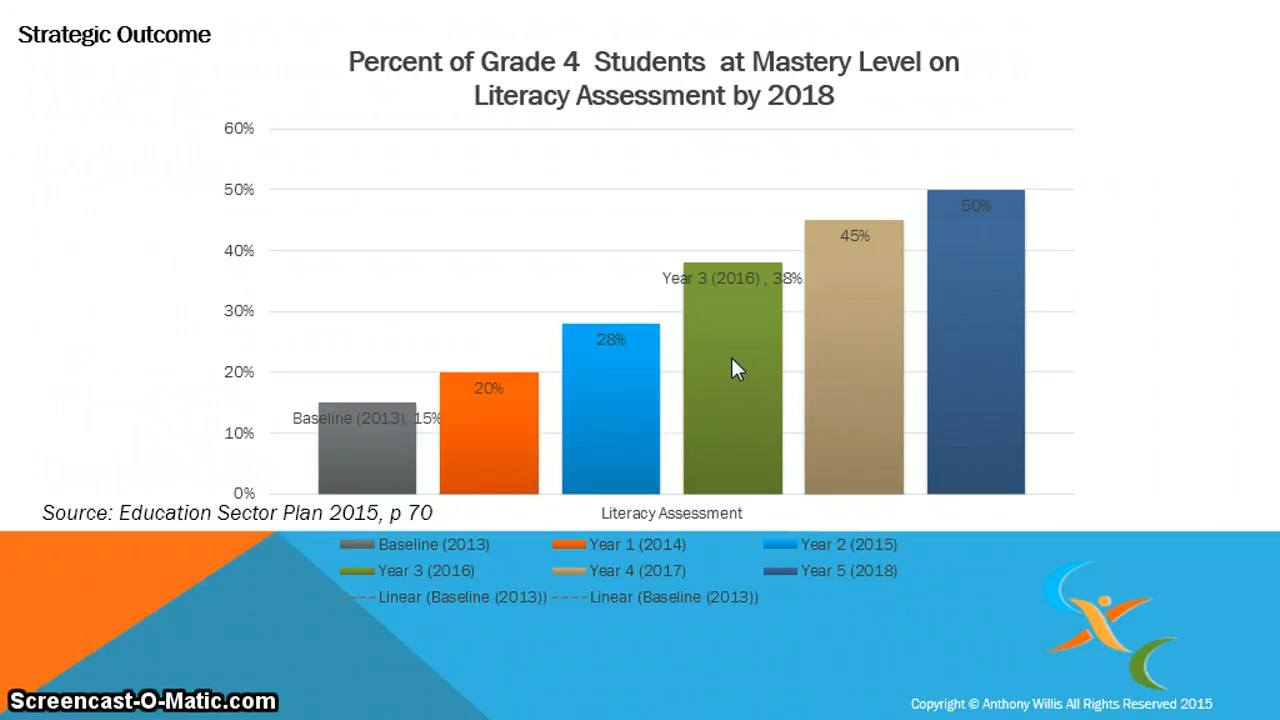 Strategic Outcome
Percent of Grade 4 Students at Mastery Level on
Literacy Assessment by 2018
60%
50%
40%
30%
20%
10%
0%
Baseline (2013), 15%
20%
28%
Year 3 (2016) , 38%
45%
50%
Source: Education Sector Plan 2015, p 70
Literacy Assessment
Baseline (2013) Year 1 (2014) Year 2 (2015)
Year 3 (2016) Year 4 (2017) Year 5 (2018)
Linear (Baseline (2013)) Linear (Baseline (2013))
Screencast-O-Matic.com
Copyright © Anthony Willis All Rights Reserved 2015